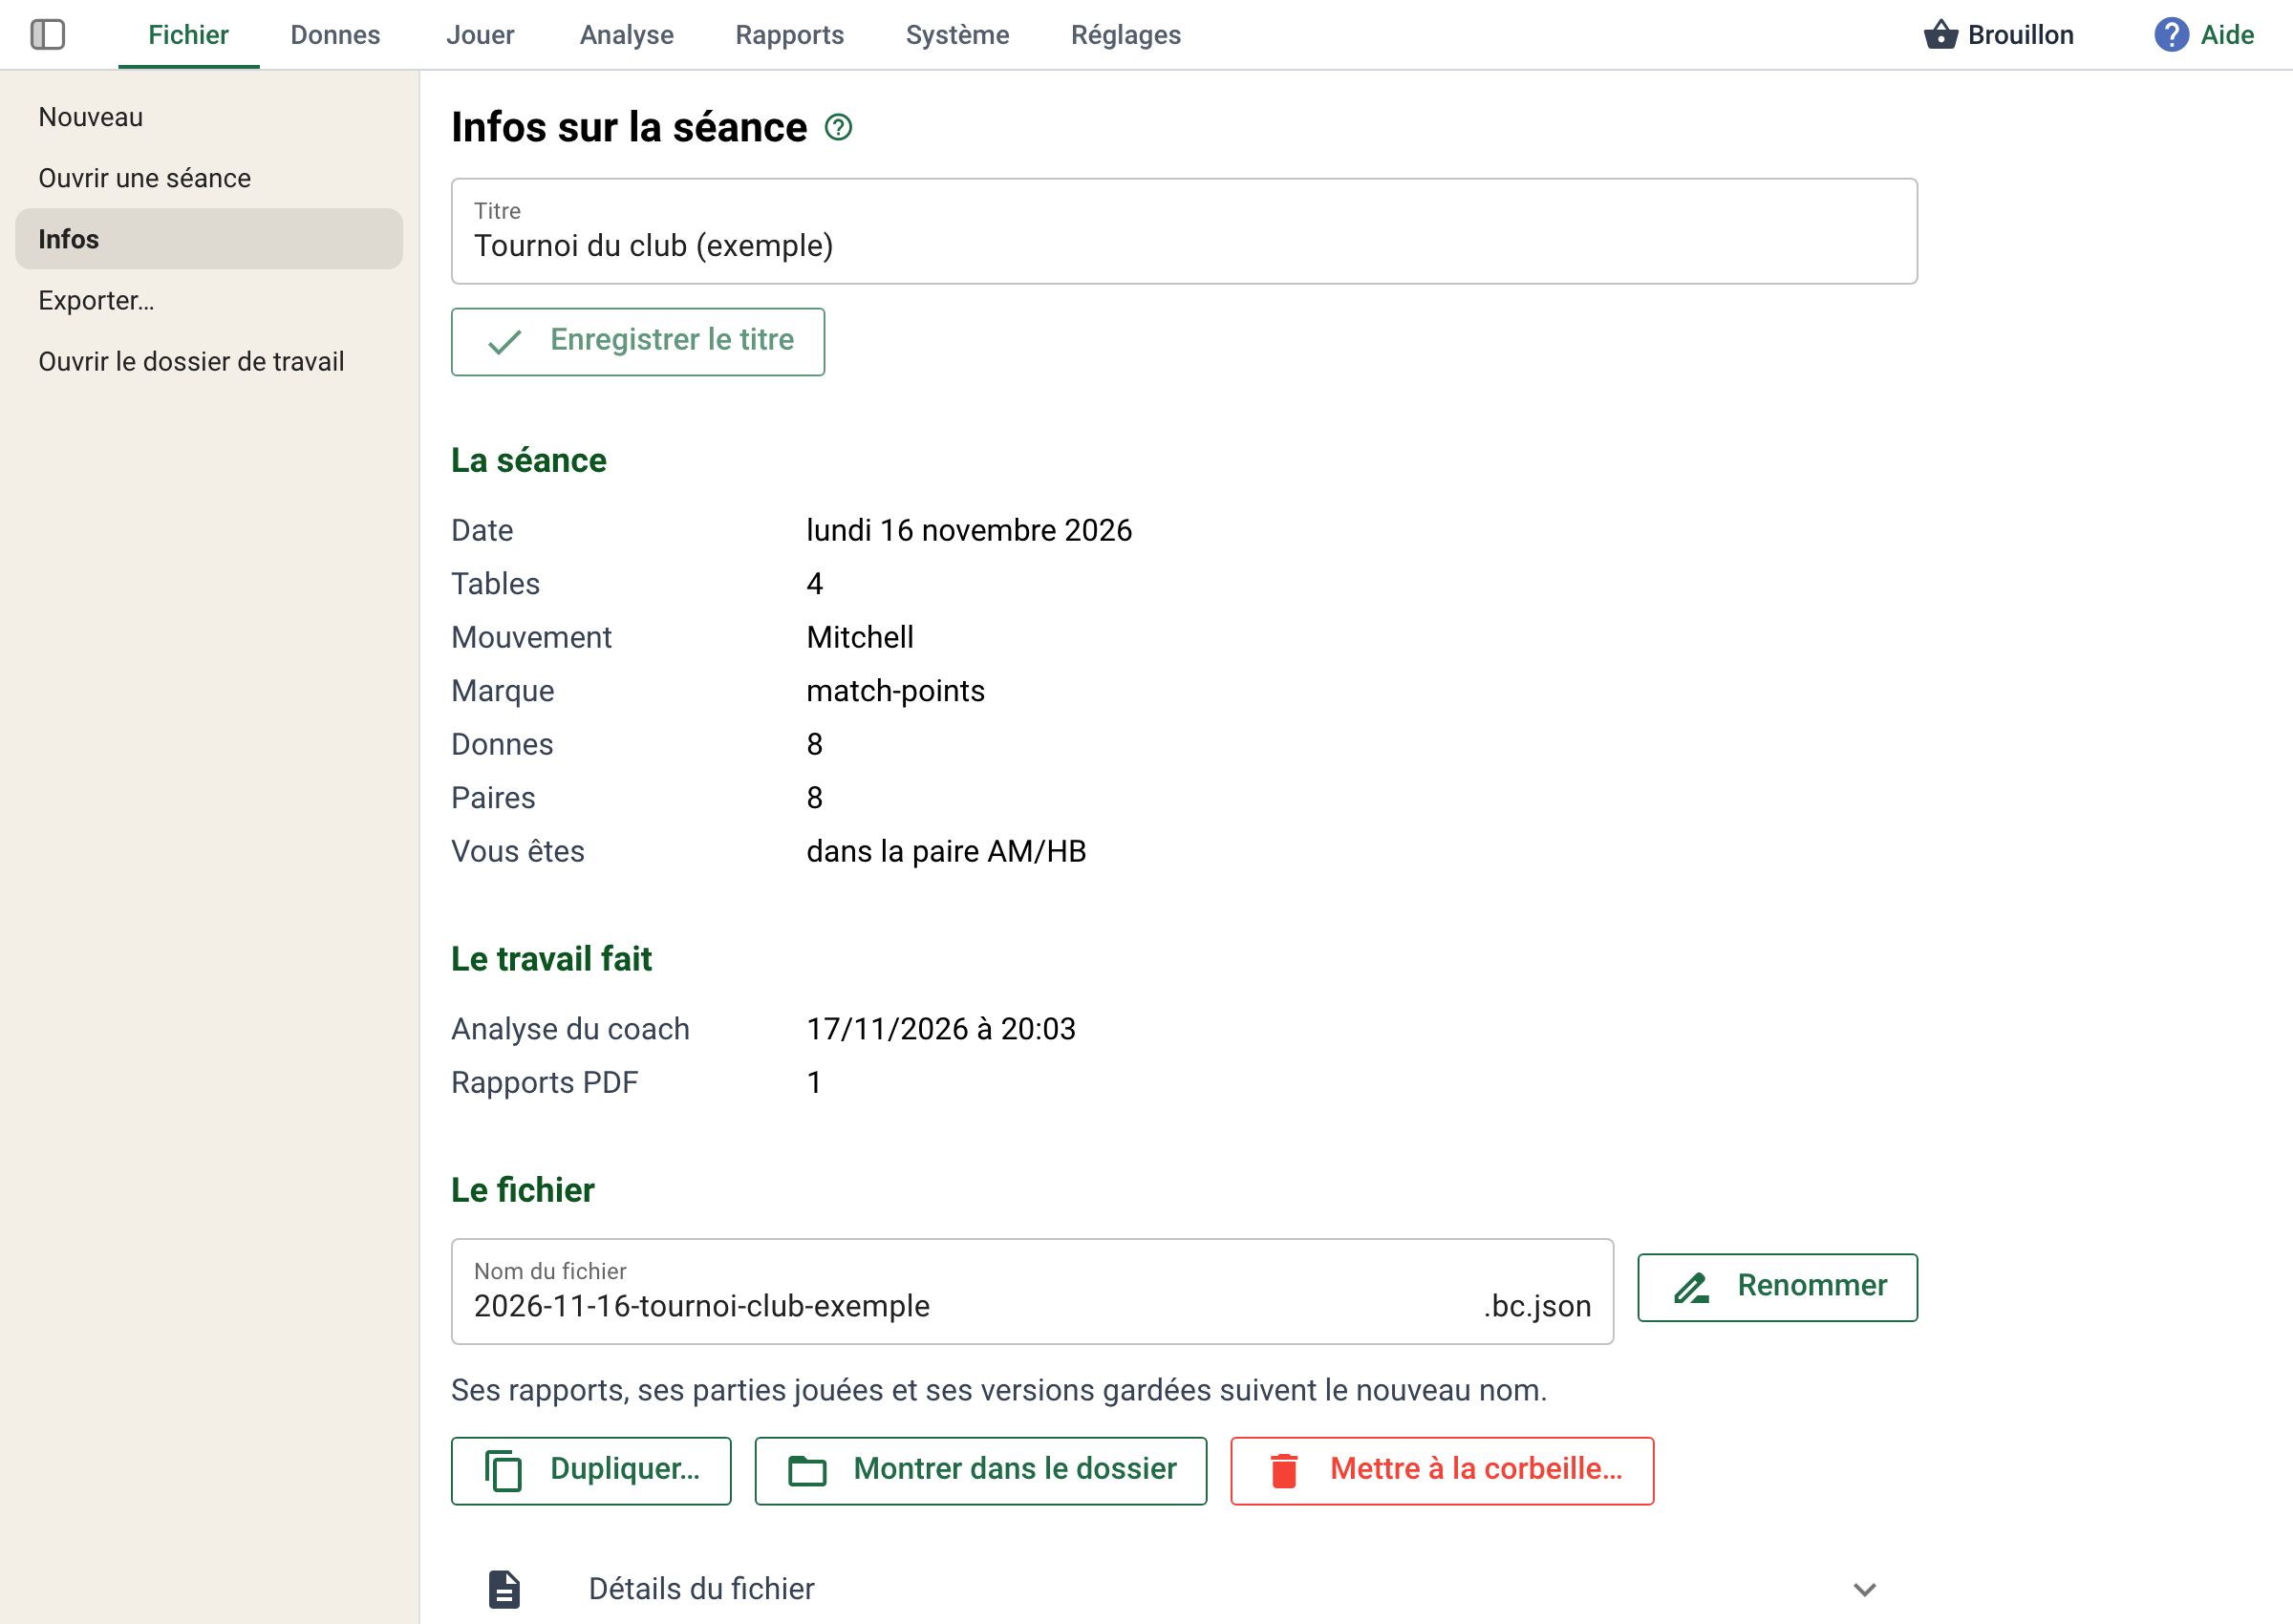 Fichier Donnes Jouer Analyse Rapports Système Réglages Brouillon ? Aide
Nouveau
Ouvrir une séance
Infos
Exporter...
Ouvrir le dossier de travail
Infos sur la séance ?
Titre
Tournoi du club (exemple)
Enregistrer le titre
La séance
Date lundi 16 novembre 2026
Tables 4
Mouvement Mitchell
Marque match-points
Donnes 8
Paires 8
Vous êtes dans la paire AM/HB
Le travail fait
Analyse du coach 17/11/2026 à 20:03
Rapports PDF 1
Le fichier
Nom du fichier
2026-11-16-tournoi-club-exemple .bc.json
Renommer
Ses rapports, ses parties jouées et ses versions gardées suivent le nouveau nom.
Dupliquer... Montrer dans le dossier Mettre à la corbeille...
Détails du fichier